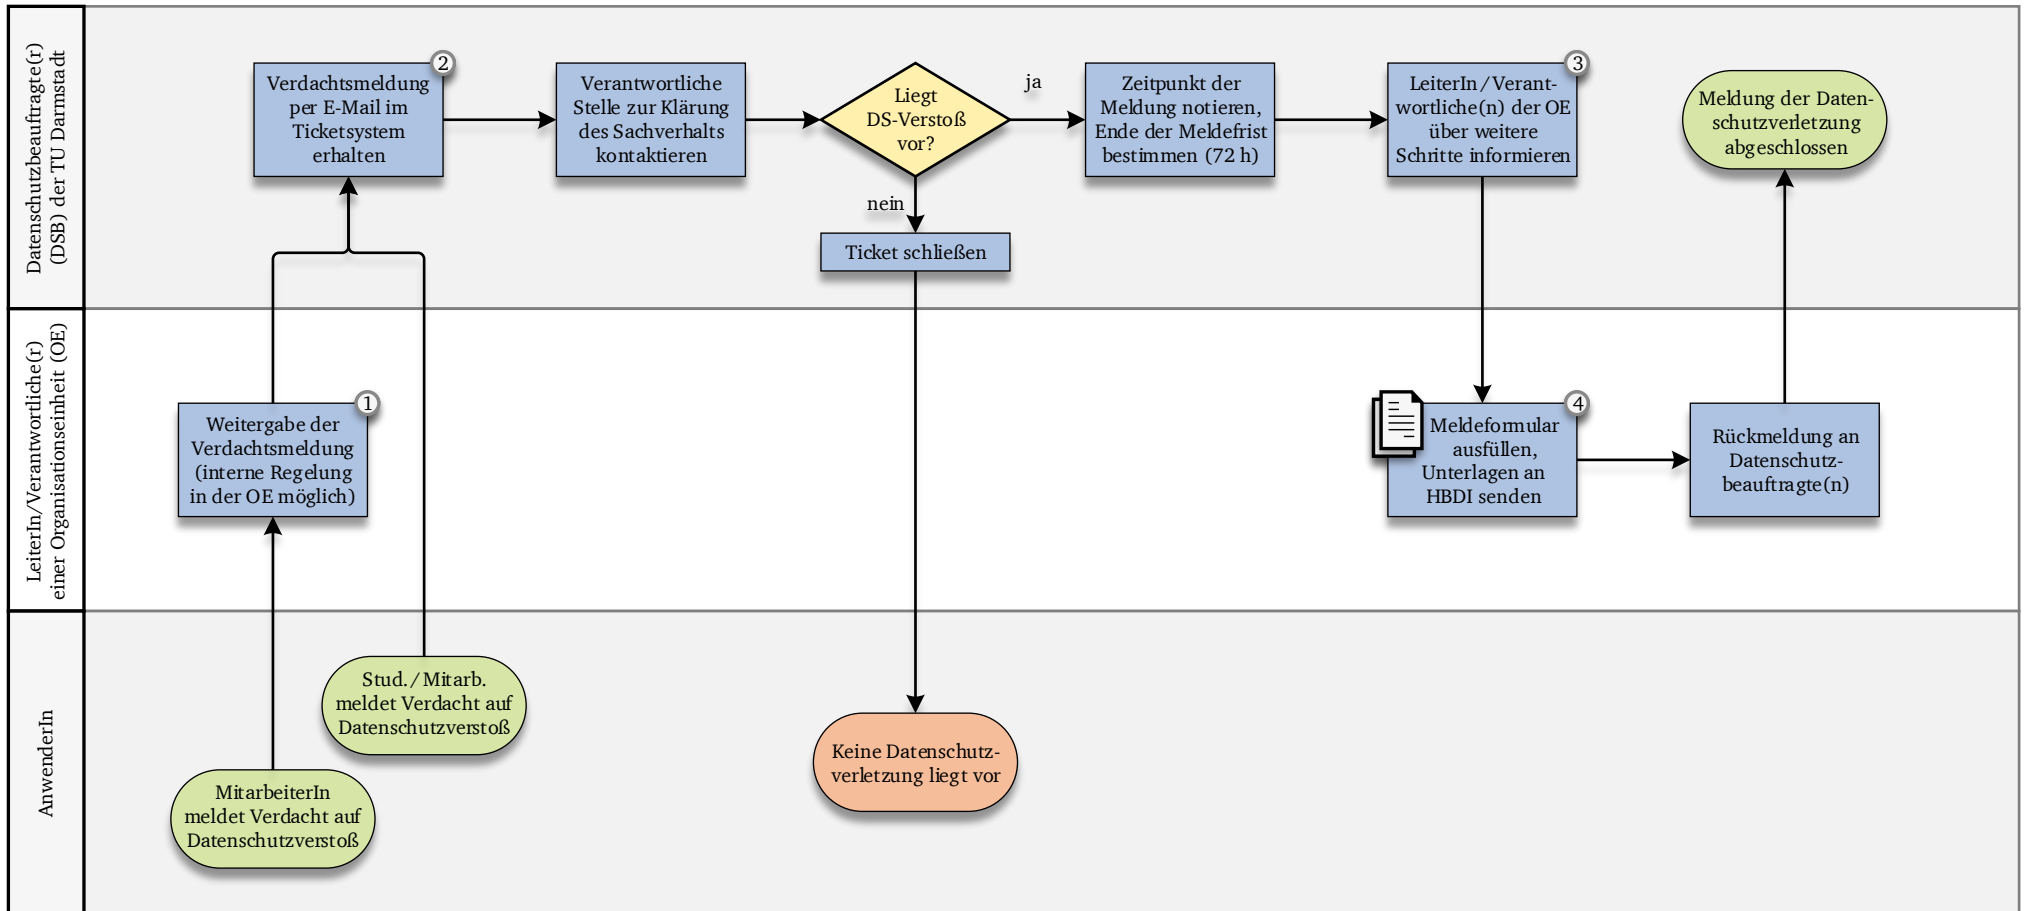 Datenschutzbeauftragte(r)
(DSB) der TU Darmstadt
Verdachtsmeldung
per E-Mail im
Ticketsystem
erhalten
2
Verantwortliche
Stelle zur Klärung
des Sachverhalts
kontaktieren
Liegt
DS-Verstoß
vor?
ja
nein
Ticket schließen
Zeitpunkt der
Meldung notieren,
Ende der Meldefrist
bestimmen (72 h)
LeiterIn/Verant-
wortliche(n) der OE
über weitere
Schritte informieren
3
Meldung der Daten-
schutzverletzung
abgeschlossen
LeiterIn/Verantwortliche(r)
einer Organisationseinheit (OE)
Weitergabe der
Verdachtsmeldung
(interne Regelung
in der OE möglich)
1
Meldeformular
ausfüllen,
Unterlagen an
HBDI senden
4
Rückmeldung an
Datenschutz-
beauftragte(n)
AnwenderIn
MitarbeiterIn
meldet Verdacht auf
Datenschutzverstoß
Stud./Mitarb.
meldet Verdacht auf
Datenschutzverstoß
Keine Datenschutz-
verletzung liegt vor